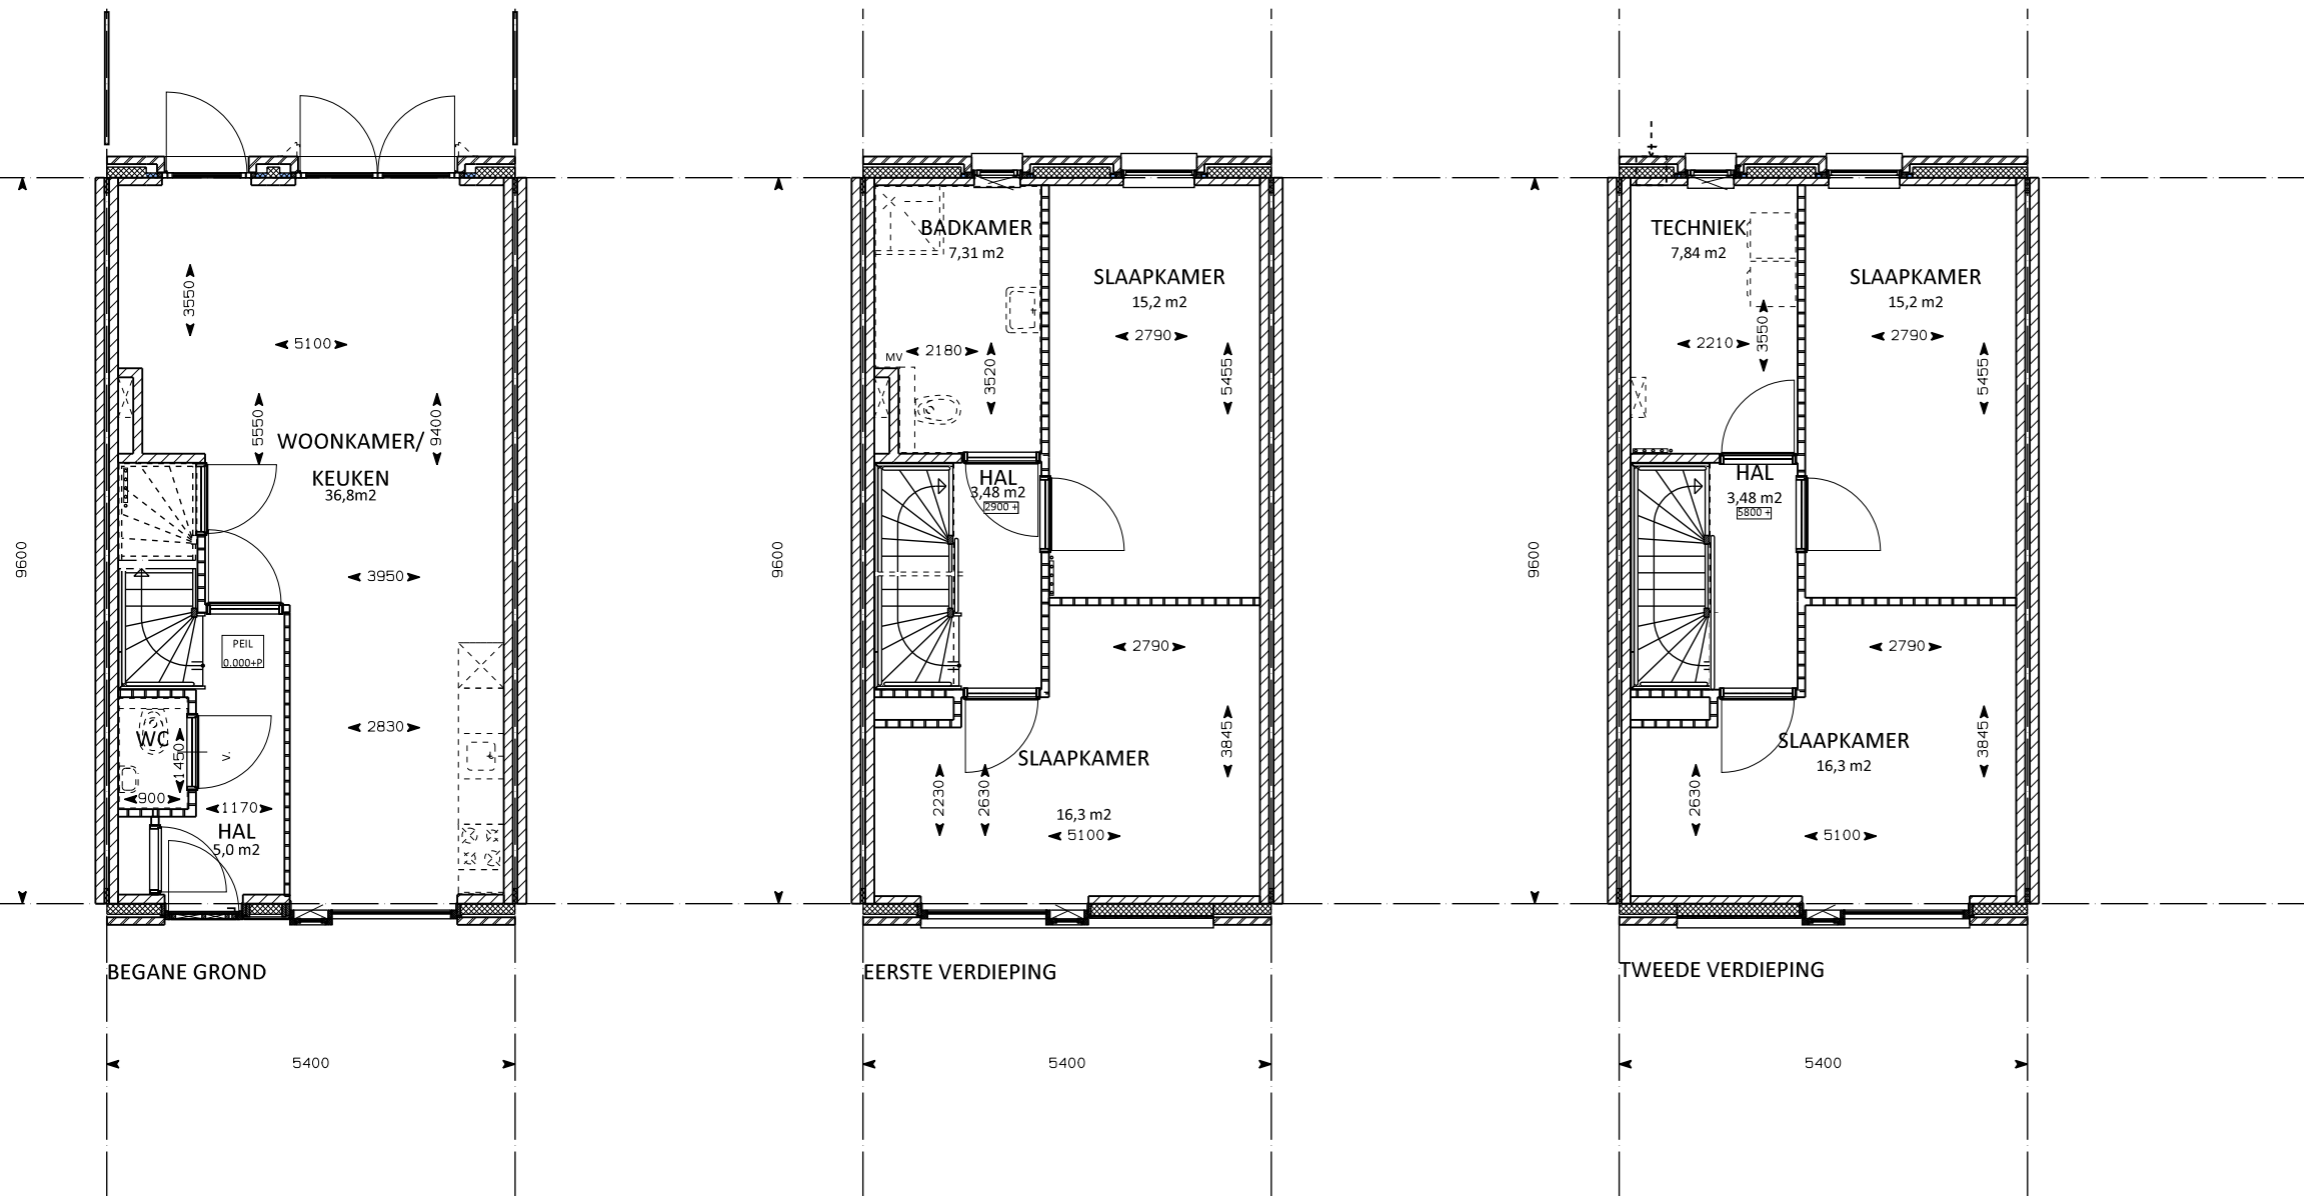 3550
5100
5550
9400
WOONKAMER/
KEUKEN
36,8m2
9600
3950
PEIL
0.000+P
2830
WC
1450
V.
900
1170
HAL
5,0 m2
BEGANE GROND
5400
BADKAMER
7,31 m2
SLAAPKAMER
15,2 m2
2790
MV
2180
3520
5455
HAL
3,48 m2
2900 +
9600
2790
3845
SLAAPKAMER
2230
2630
16,3 m2
5100
EERSTE VERDIEPING
5400
TECHNIEK
7,84 m2
SLAAPKAMER
15,2 m2
2790
2210
3550
5455
HAL
3,48 m2
5800 +
9600
2790
3845
SLAAPKAMER
16,3 m2
2630
5100
TWEEDE VERDIEPING
5400